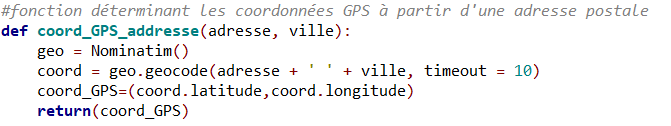 #fonction déterminant les coordonnées GPS à partir d'une adresse postale
def coord_GPS_addresse(adresse, ville):
    geo = Nominatim()
    coord = geo.geocode(adresse + ' ' + ville, timeout = 10)
    coord_GPS=(coord.latitude,coord.longitude)
    return(coord_GPS)